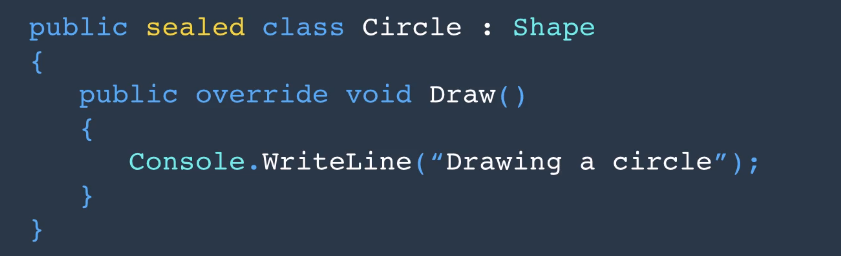 public sealed class Circle : Shape
{
public override void Draw()
{
Console.WriteLine(“Drawing a circle”);
}
}